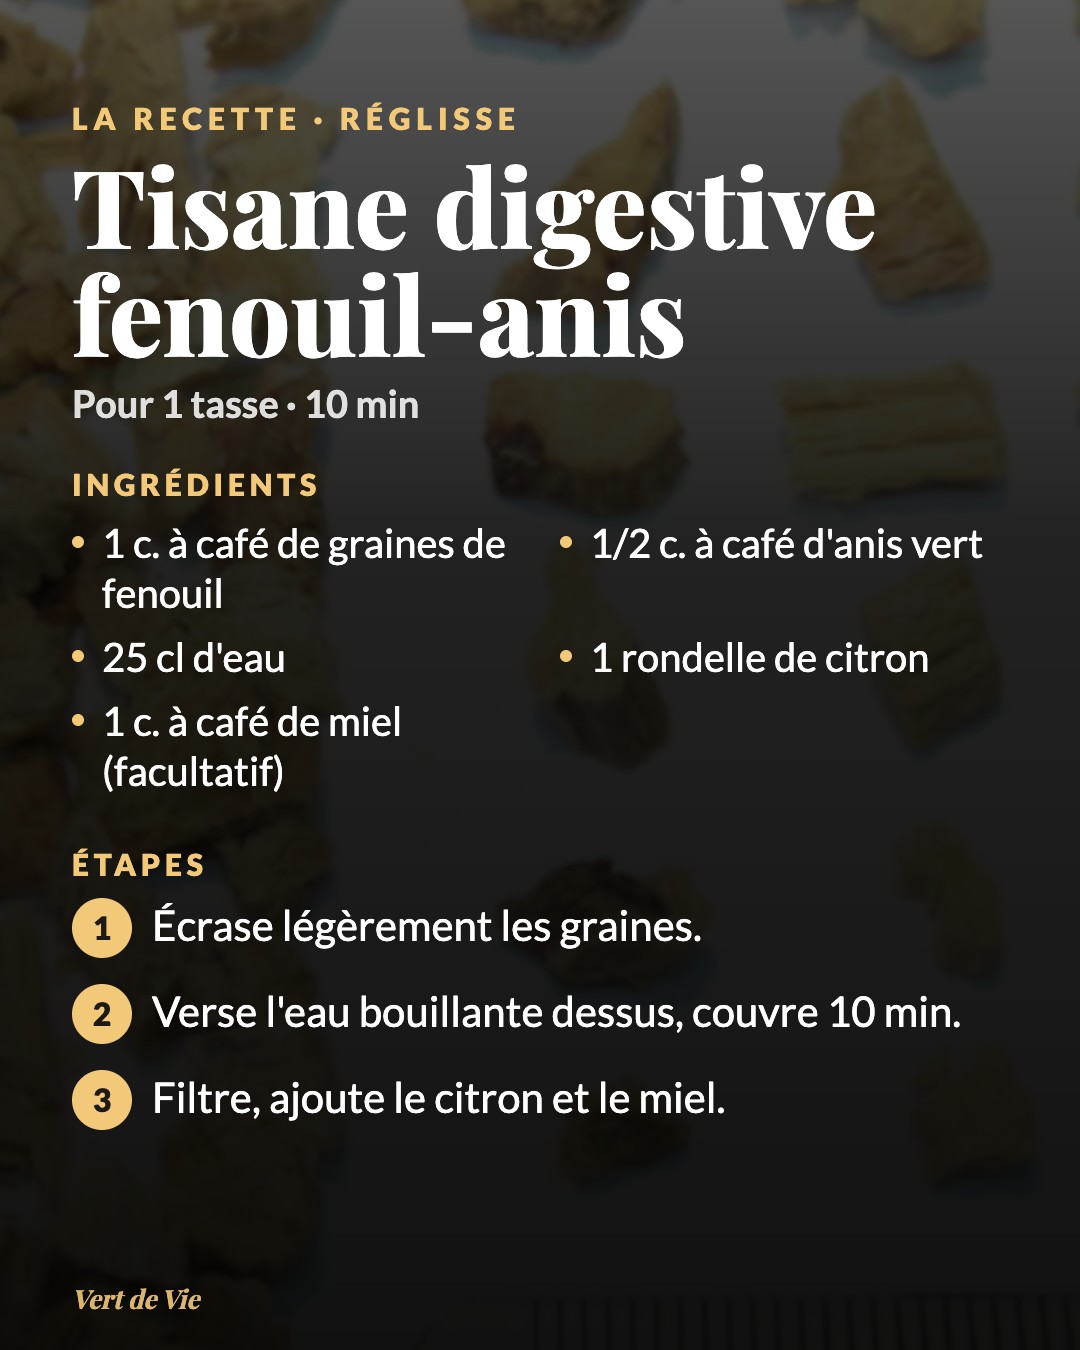 LA RECETTE · RÉGLISSE
Tisane digestive
fenouil-anis
Pour 1 tasse · 10 min
INGRÉDIENTS
• 1 c. à café de graines de
fenouil
• 1/2 c. à café d'anis vert
• 25 cl d'eau
• 1 rondelle de citron
• 1 c. à café de miel
(facultatif)
ÉTAPES
1 Écrase légèrement les graines.
2 Verse l'eau bouillante dessus, couvre 10 min.
3 Filtre, ajoute le citron et le miel.
Vert de Vie